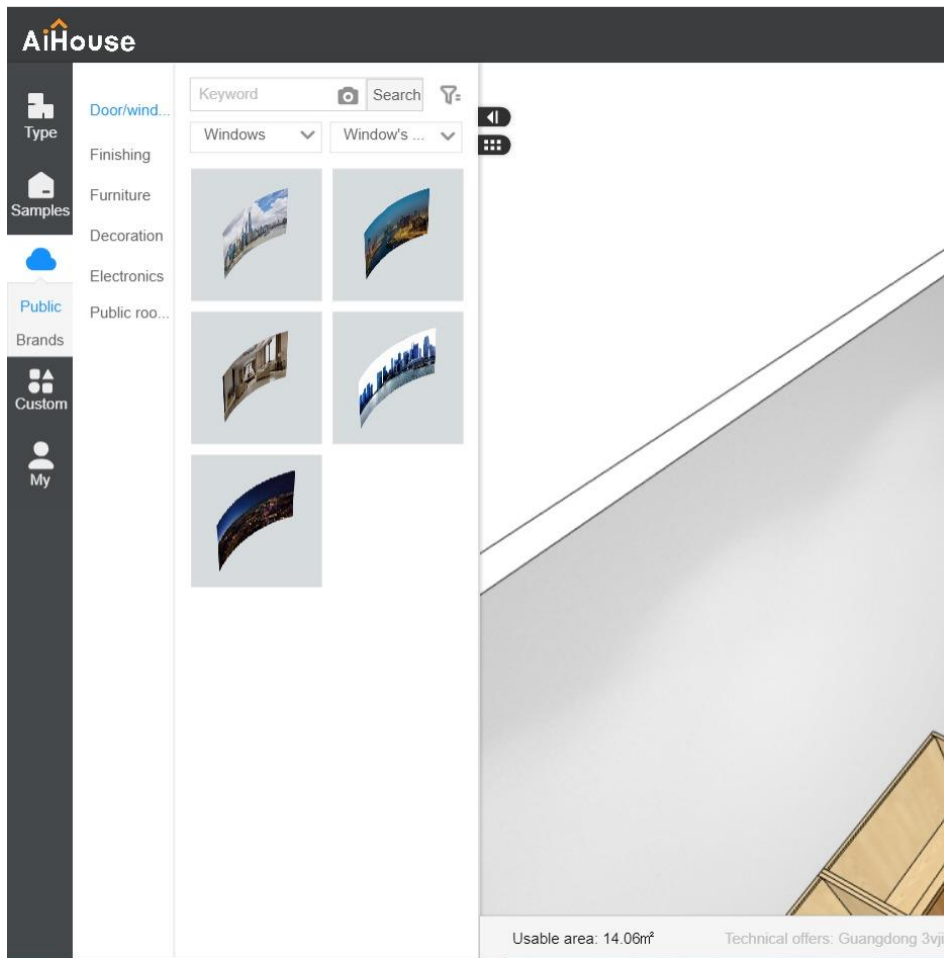 AiHouse
Type
Samples
Public
Brands
Custom
My
Door/wind...
Finishing
Furniture
Decoration
Electronics
Public roo...
Keyword
Search
Windows
Window's ...
Usable area: 14.06m²
Technical offers: Guangdong 3vji